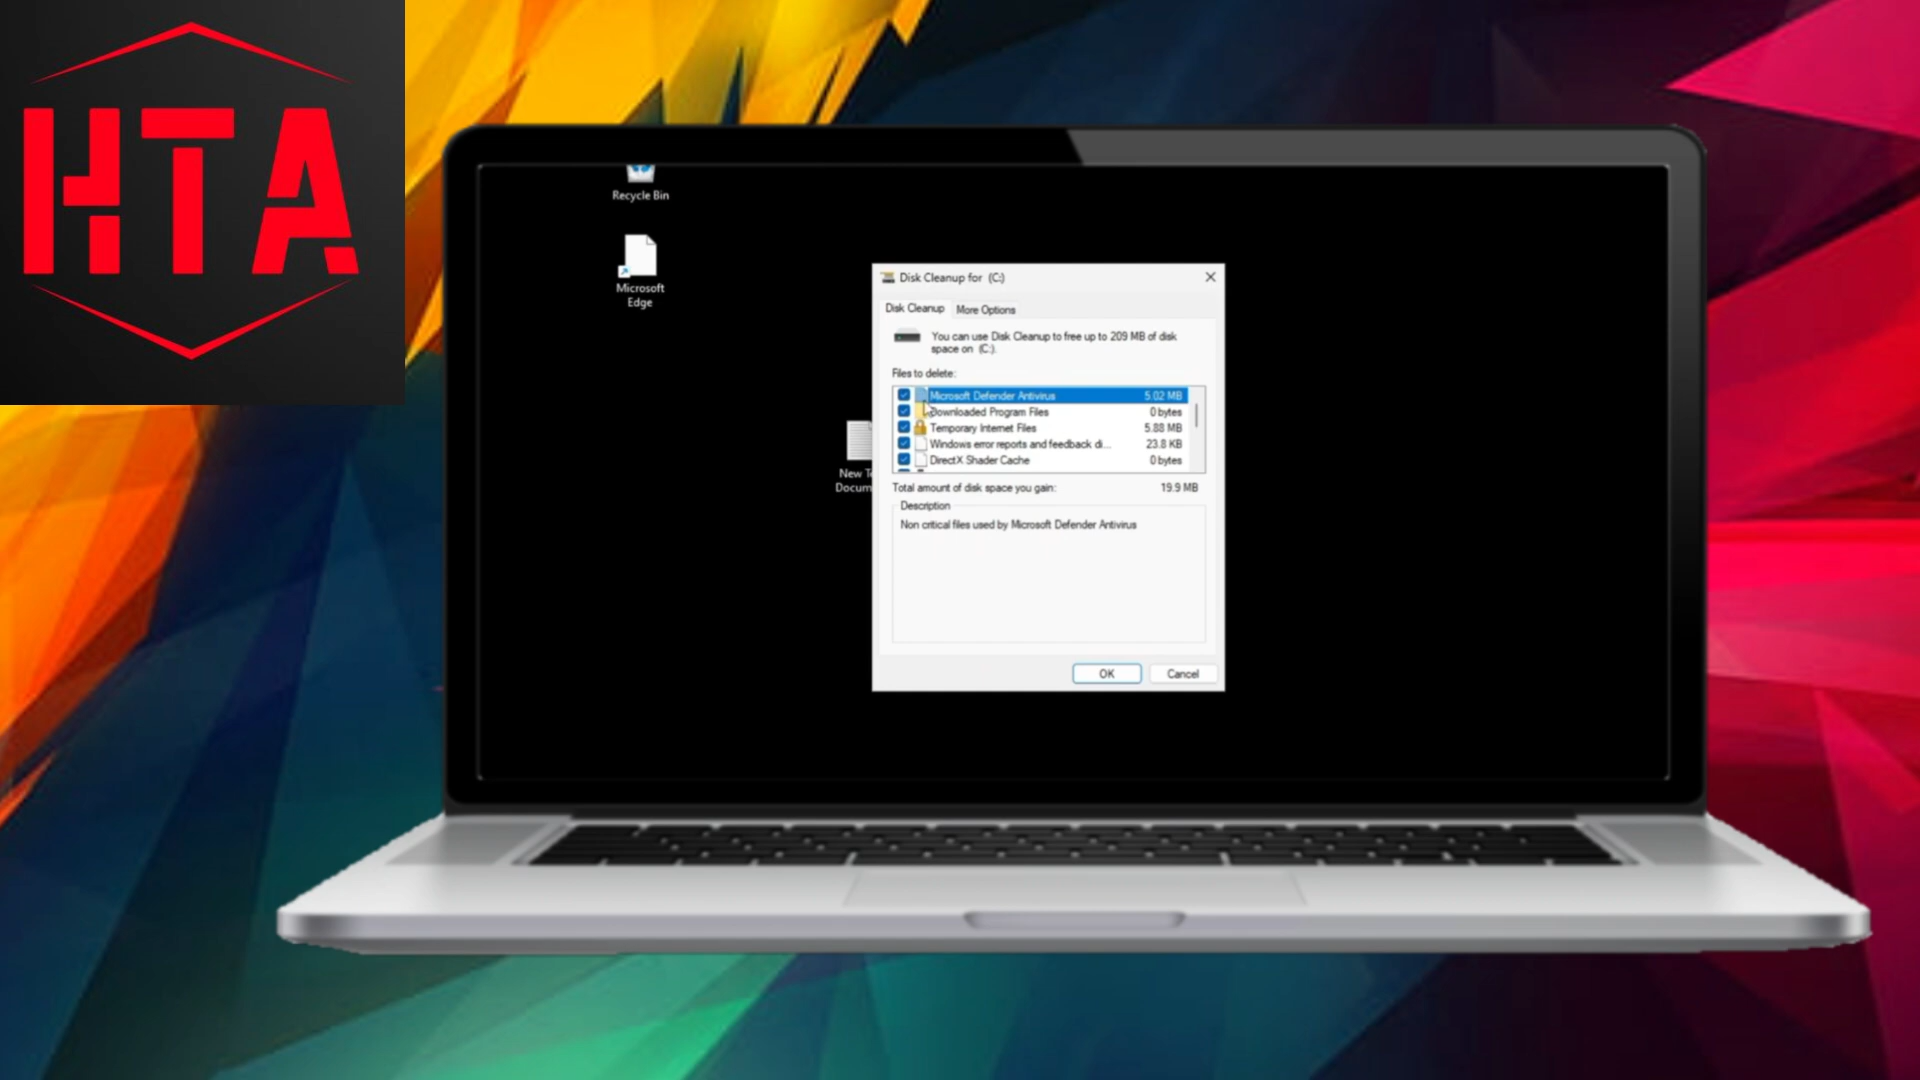 HTA
Recycle Bin
Microsoft
Edge
New T
Docum
Disk Cleanup for (C:)
Disk Cleanup
More Options
You can use Disk Cleanup to free up to 209 MB of disk
space on (C:).
Files to delete:
Microsoft Defender Antivirus 5.02 MB
Downloaded Program Files 0 bytes
Temporary Internet Files 5.88 MB
Windows error reports and feedback di... 23.8 KB
DirectX Shader Cache 0 bytes
Total amount of disk space you gain: 19.9 MB
Description
Non critical files used by Microsoft Defender Antivirus
OK
Cancel